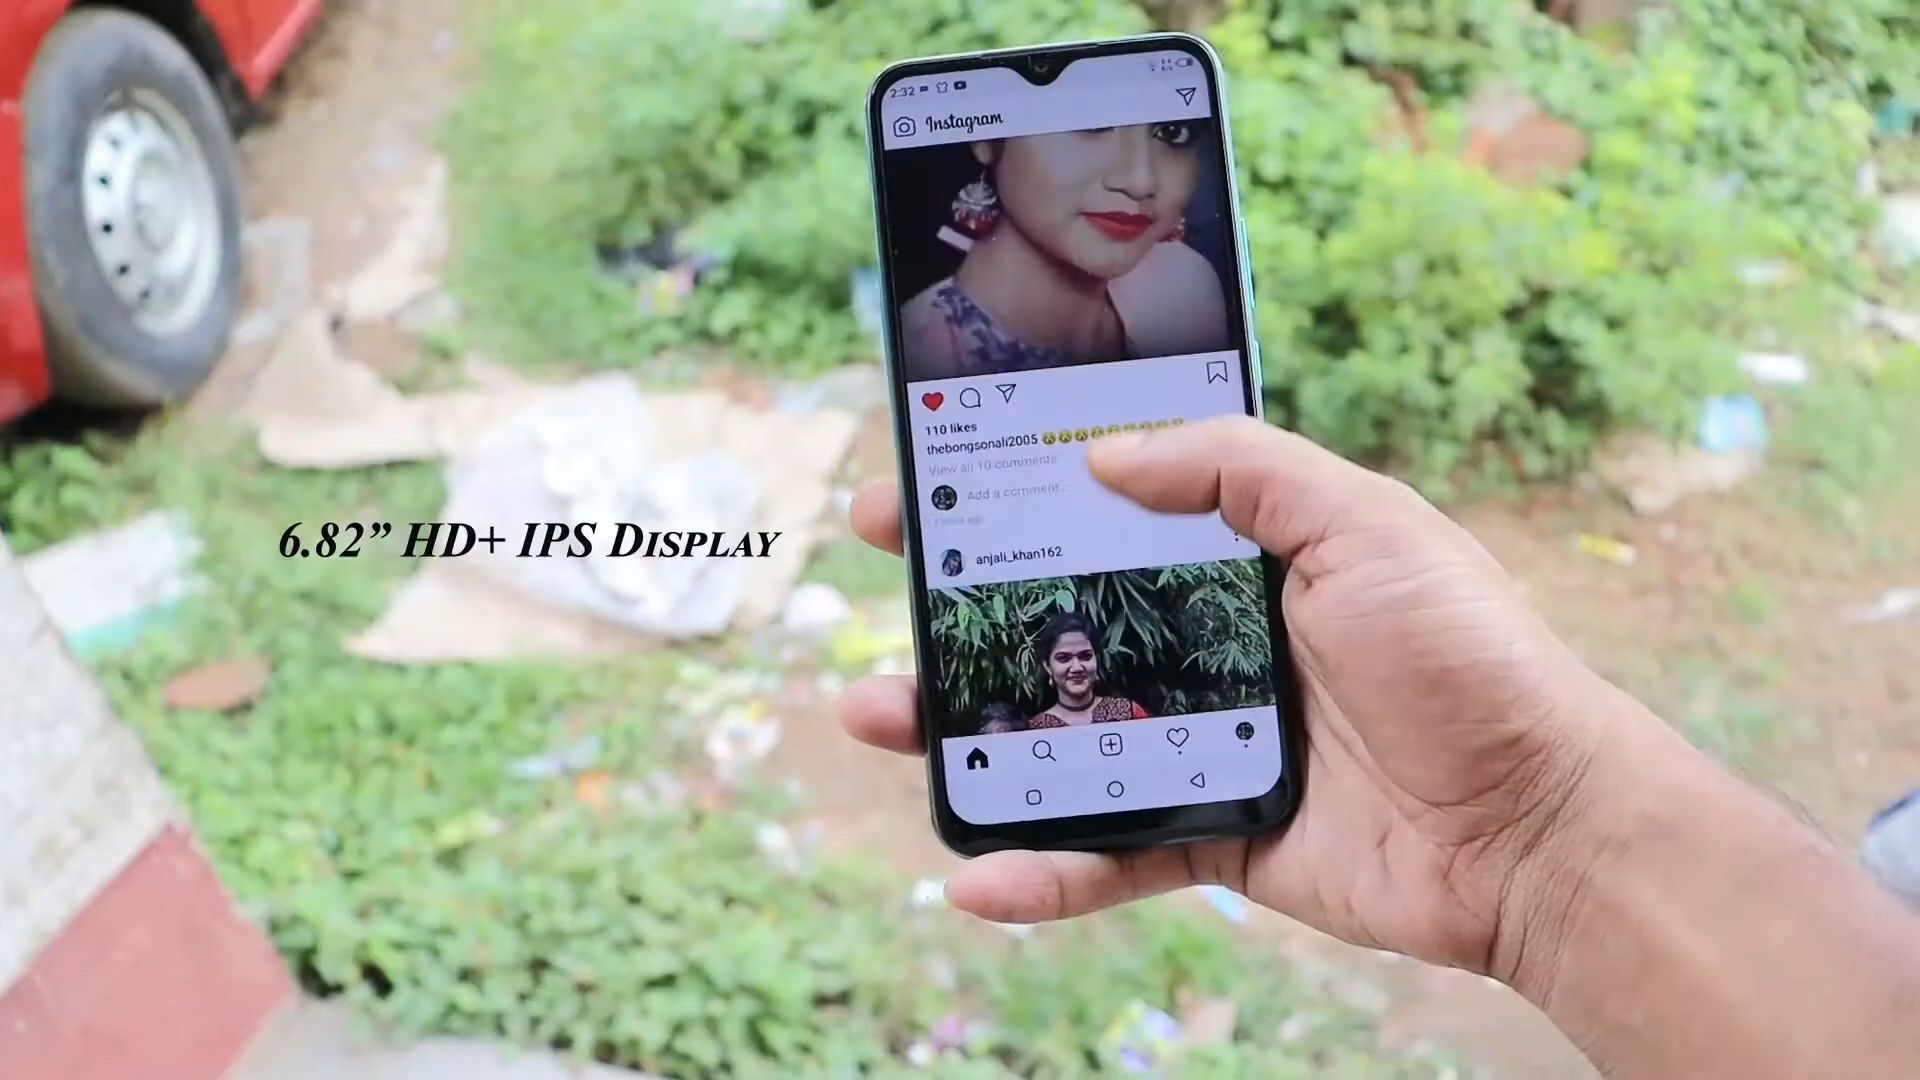 2:32
Instagram
110 likes
thebongsonali2005
View all 10 comments
Add a comment...
6.82” HD+ IPS Display
anjali_khan162